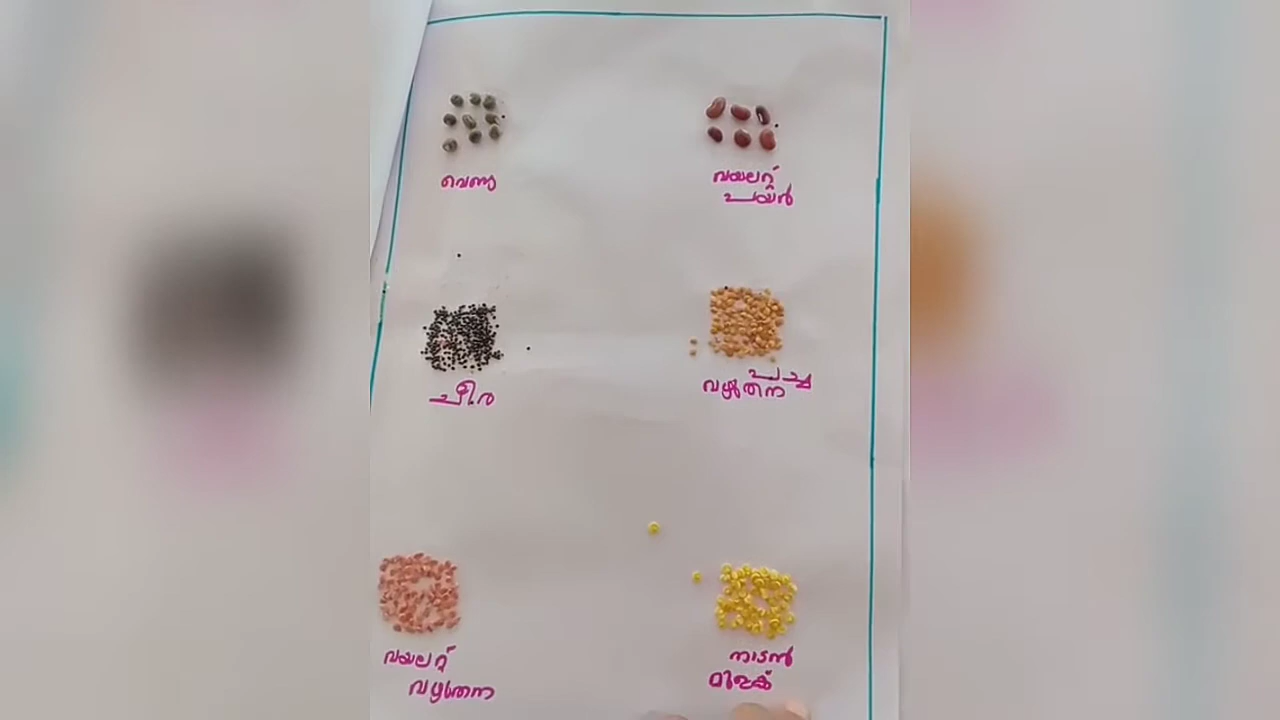 വെണ്ട
വയലറ്റ്
പയർ
ചീര
പച്ച
വഴുതന
വയലറ്റ്
വഴുതന
നാടൻ
മിളക്